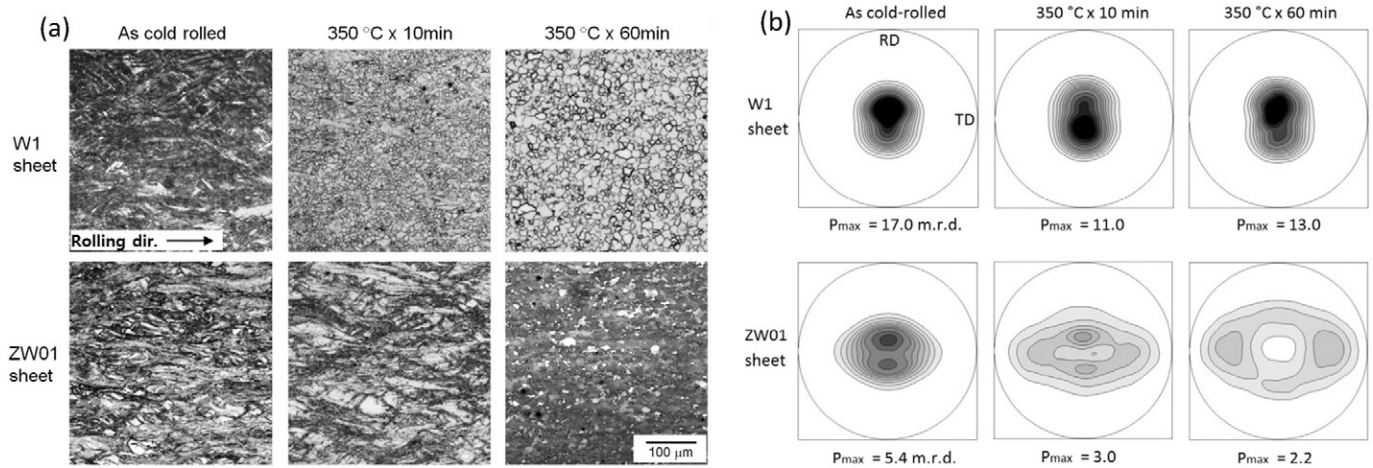 (a)
As cold rolled
350 °C x 10min
350 °C x 60min
W1
sheet
Rolling dir.
ZW01
sheet
100 μm
(b)
As cold-rolled
350 °C x 10 min
350 °C x 60 min
RD
W1
sheet
TD
Pmax = 17.0 m.r.d.
Pmax = 11.0
Pmax = 13.0
ZW01
sheet
Pmax = 5.4 m.r.d.
Pmax = 3.0
Pmax = 2.2